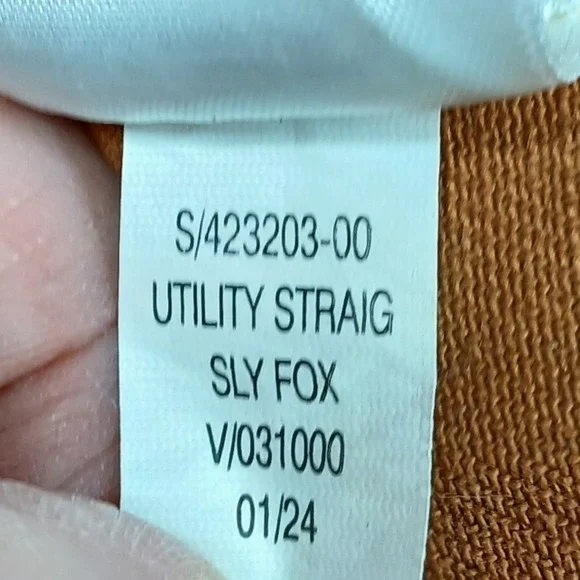 S/423203-00
UTILITY STRAIG
SLY FOX
V/031000
01/24